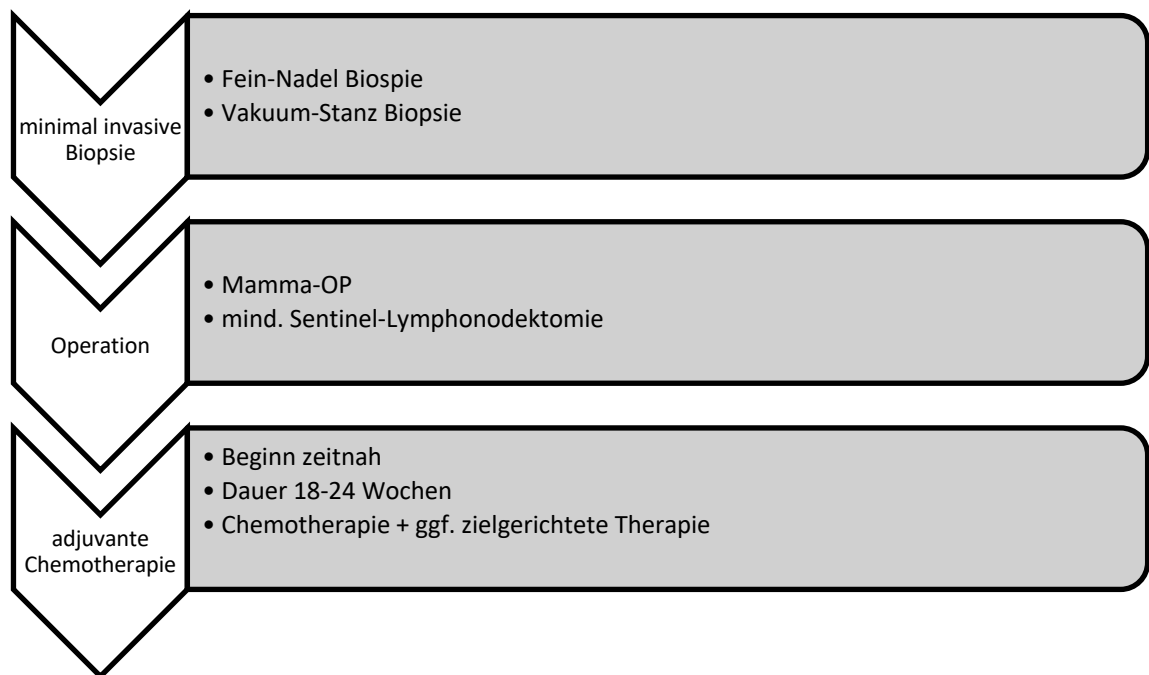 minimal invasive
Biopsie
• Fein-Nadel Biospie
• Vakuum-Stanz Biopsie
Operation
• Mamma-OP
• mind. Sentinel-Lymphonodektomie
adjuvante
Chemotherapie
• Beginn zeitnah
• Dauer 18-24 Wochen
• Chemotherapie + ggf. zielgerichtete Therapie